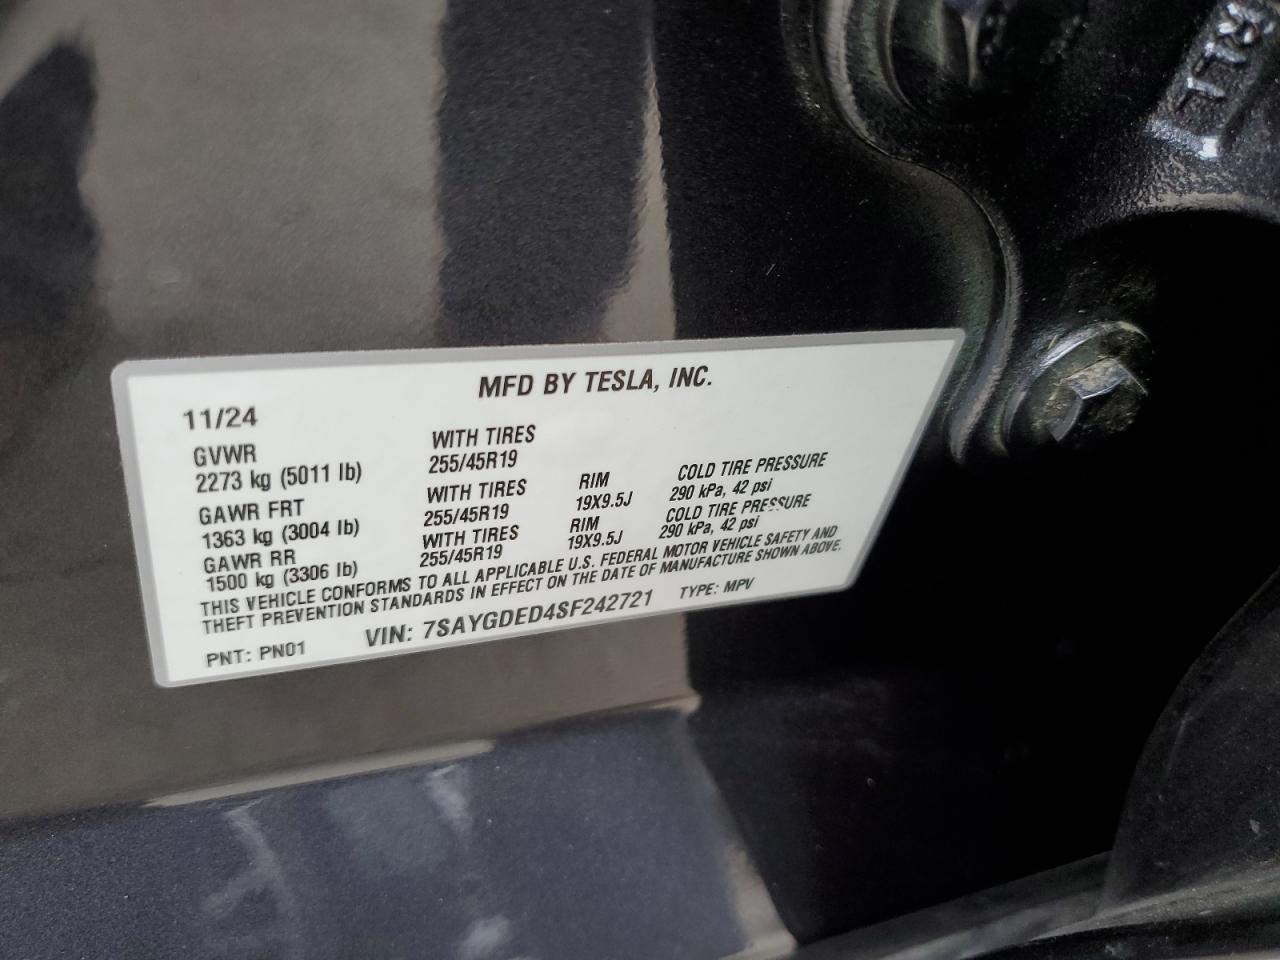 MFD BY TESLA, INC.
11/24
GVWR
2273 kg (5011 lb)
WITH TIRES
255/45R19
GAWR FRT
1363 kg (3004 lb)
WITH TIRES
255/45R19
RIM
19X9.5J
COLD TIRE PRESSURE
290 kPa, 42 psi
GAWR RR
1500 kg (3306 lb)
WITH TIRES
255/45R19
RIM
19X9.5J
COLD TIRE PRESSURE
290 kPa, 42 psi
THIS VEHICLE CONFORMS TO ALL APPLICABLE U.S. FEDERAL MOTOR VEHICLE SAFETY AND
THEFT PREVENTION STANDARDS IN EFFECT ON THE DATE OF MANUFACTURE SHOWN ABOVE.
PNT: PN01 VIN: 7SAYGDED4SF242721 TYPE: MPV